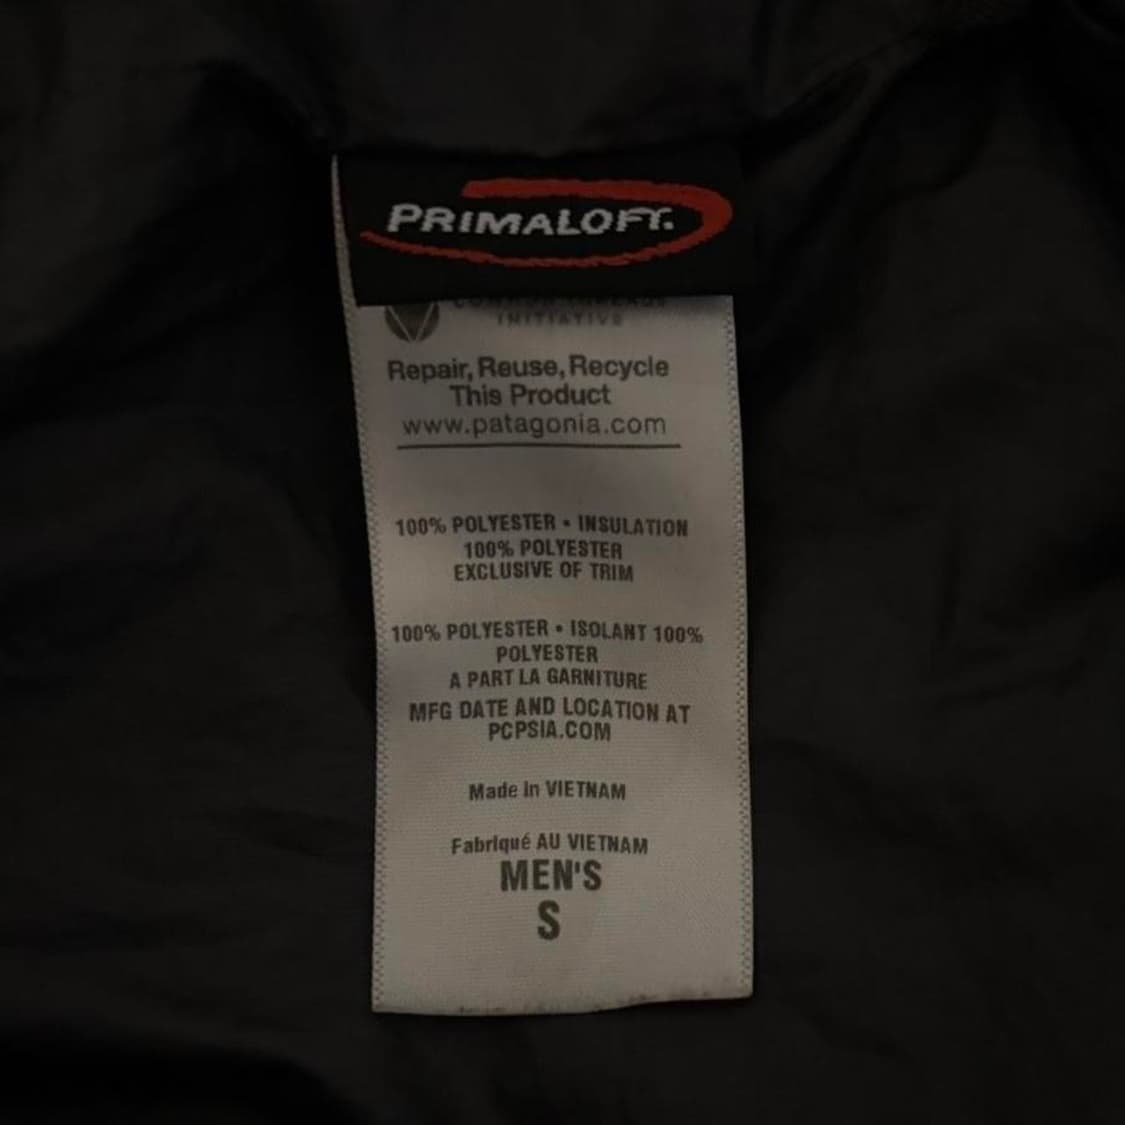 PRIMALOFT.
COMMON THREADS
INITIATIVE
Repair, Reuse, Recycle
This Product
www.patagonia.com
100% POLYESTER • INSULATION
100% POLYESTER
EXCLUSIVE OF TRIM
100% POLYESTER • ISOLANT 100%
POLYESTER
A PART LA GARNITURE
MFG DATE AND LOCATION AT
PCPSIA.COM
Made in VIETNAM
Fabriqué AU VIETNAM
MEN'S
S